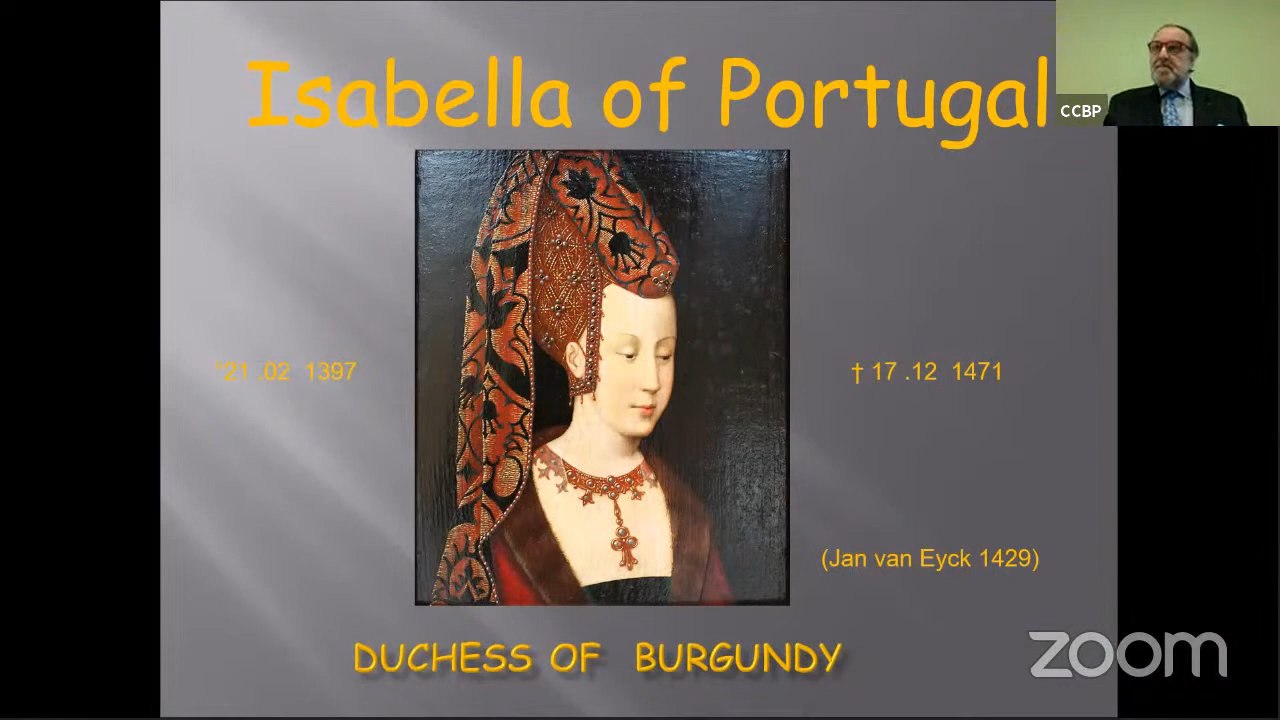 Isabella of Portugal
CCBP
°21 .02 1397
† 17 .12 1471
(Jan van Eyck 1429)
DUCHESS OF BURGUNDY
zoom